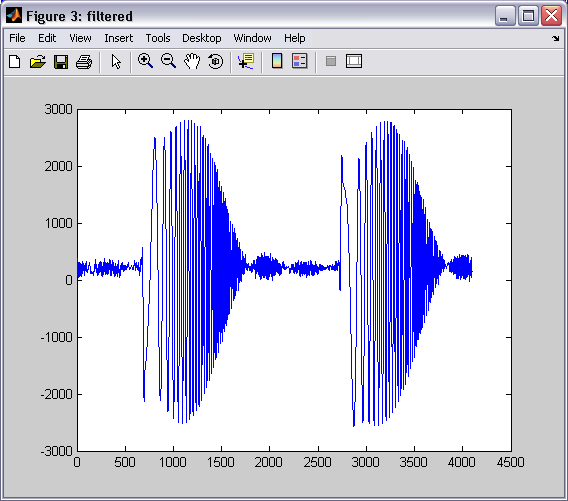 Figure 3: filtered
File Edit View Insert Tools Desktop Window Help
3000
2000
1000
0
-1000
-2000
-3000
0 500 1000 1500 2000 2500 3000 3500 4000 4500